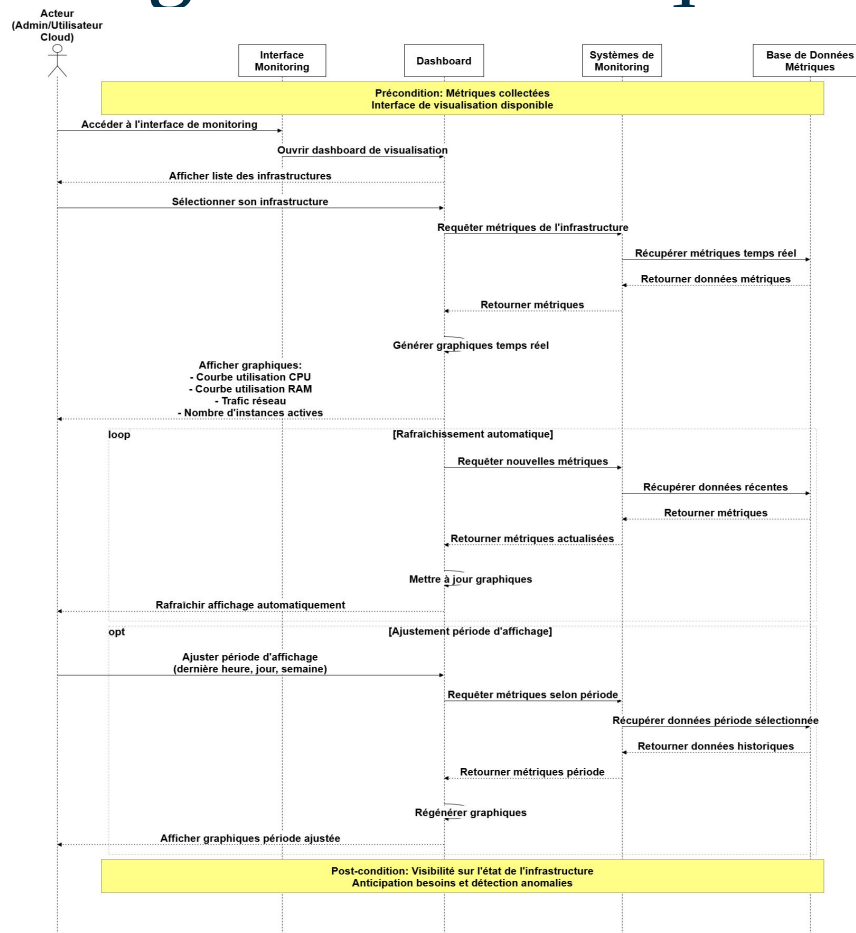 Acteur
(Admin/Utilisateur
Cloud)
Interface
Monitoring
Dashboard
Systèmes de
Monitoring
Base de Données
Métriques
Précondition: Métriques collectées
Interface de visualisation disponible
Accéder à l'interface de monitoring
Ouvrir dashboard de visualisation
Afficher liste des infrastructures
Sélectionner son infrastructure
Requêter métriques de l'infrastructure
Récupérer métriques temps réel
Retourner données métriques
Retourner métriques
Générer graphiques temps réel
Afficher graphiques:
- Courbe utilisation CPU
- Courbe utilisation RAM
- Trafic réseau
- Nombre d'instances actives
loop
[Rafraîchissement automatique]
Requêter nouvelles métriques
Récupérer données récentes
Retourner métriques
Retourner métriques actualisées
Mettre à jour graphiques
Rafraîchir affichage automatiquement
opt
[Ajustement période d'affichage]
Ajuster période d'affichage
(dernière heure, jour, semaine)
Requêter métriques selon période
Récupérer données période sélectionnée
Retourner données historiques
Retourner métriques période
Régénérer graphiques
Afficher graphiques période ajustée
Post-condition: Visibilité sur l'état de l'infrastructure
Anticipation besoins et détection anomalies